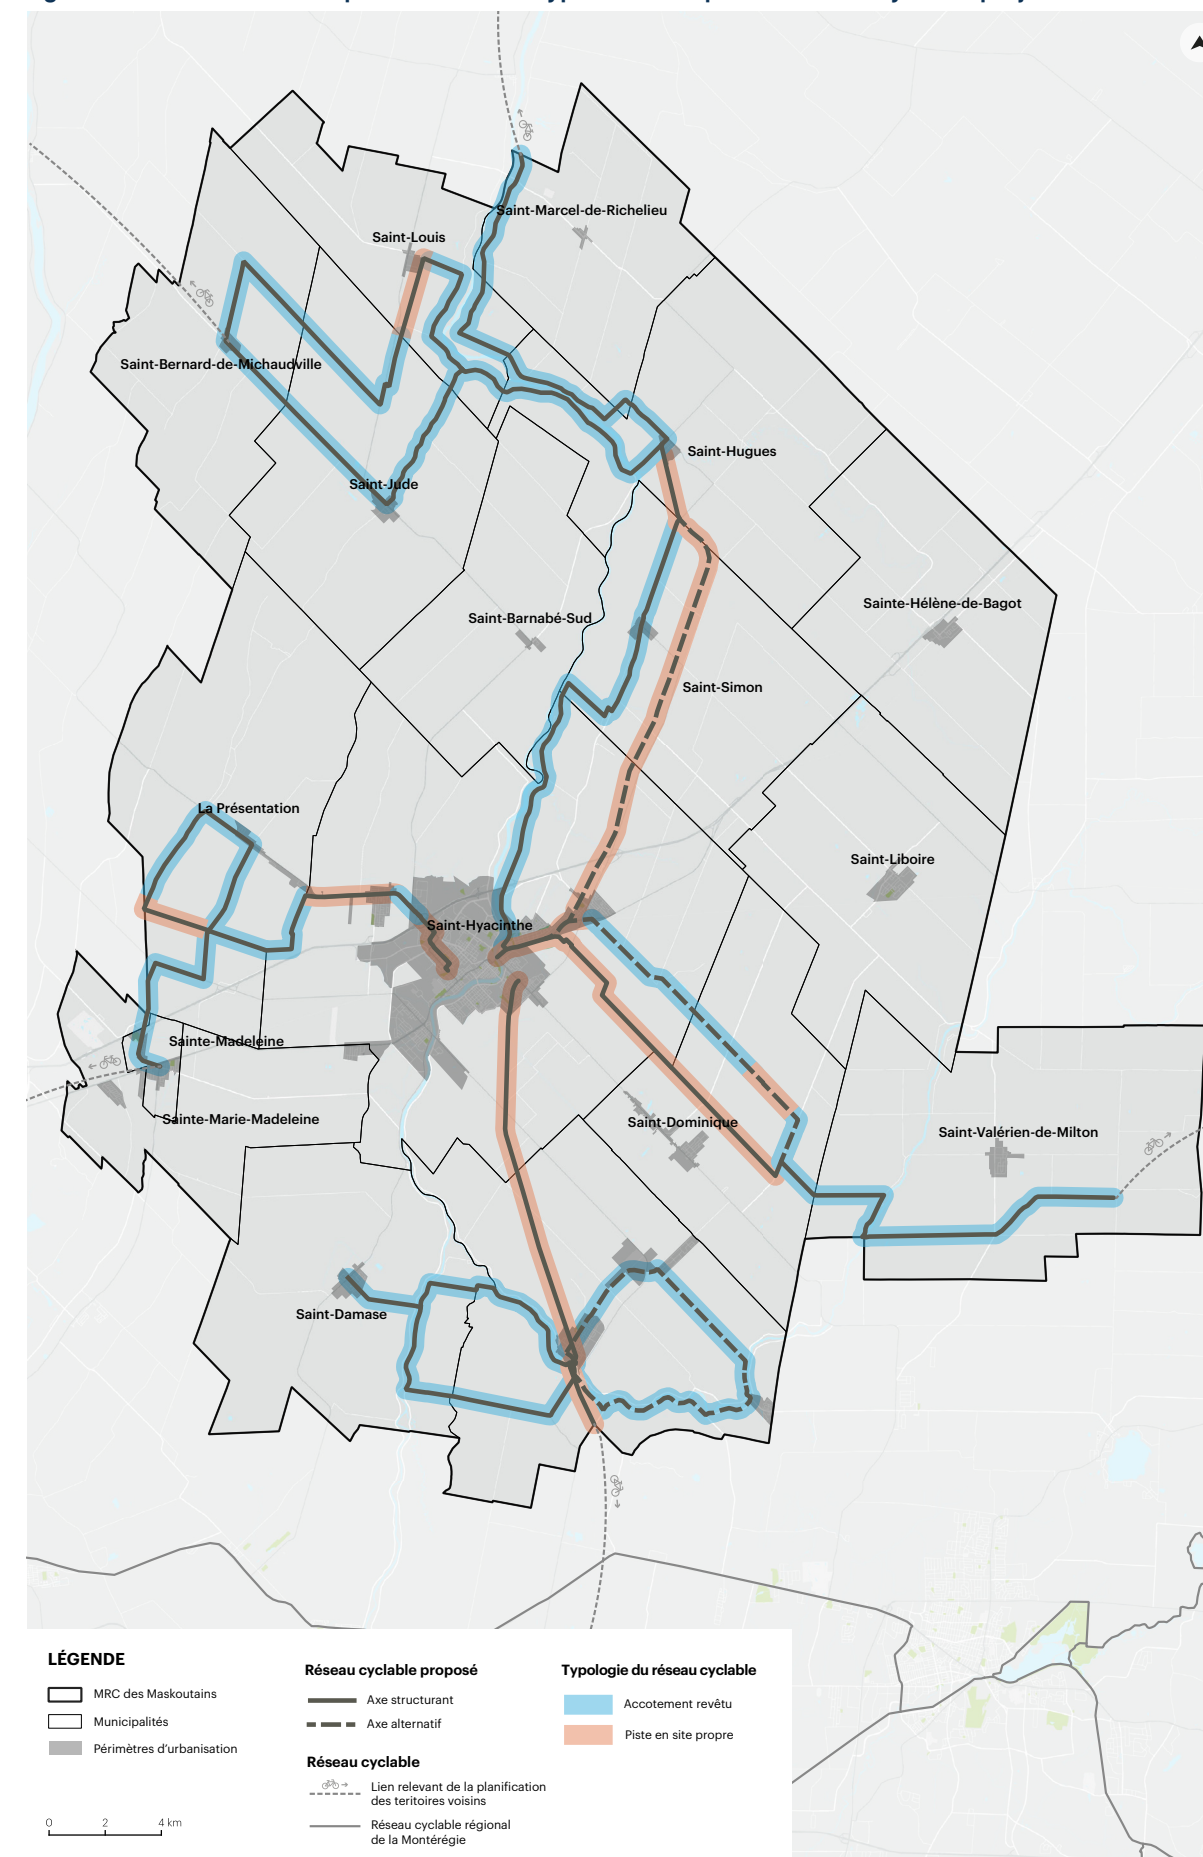 Saint-Marcel-de-Richelieu
Saint-Louis
Saint-Bernard-de-Michaudville
Saint-Hugues
Saint-Jude
Sainte-Hélène-de-Bagot
Saint-Barnabé-Sud
Saint-Simon
La Présentation
Saint-Liboire
Saint-Hyacinthe
Sainte-Madeleine
Sainte-Marie-Madeleine
Saint-Dominique
Saint-Valérien-de-Milton
Saint-Damase
LÉGENDE
MRC des Maskoutains
Municipalités
Périmètres d'urbanisation
0 2 4 km
Réseau cyclable proposé
Axe structurant
Axe alternatif
Réseau cyclable
Lien relevant de la planification
des teritoires voisins
Réseau cyclable régional
de la Montérégie
Typologie du réseau cyclable
Accotement revêtu
Piste en site propre